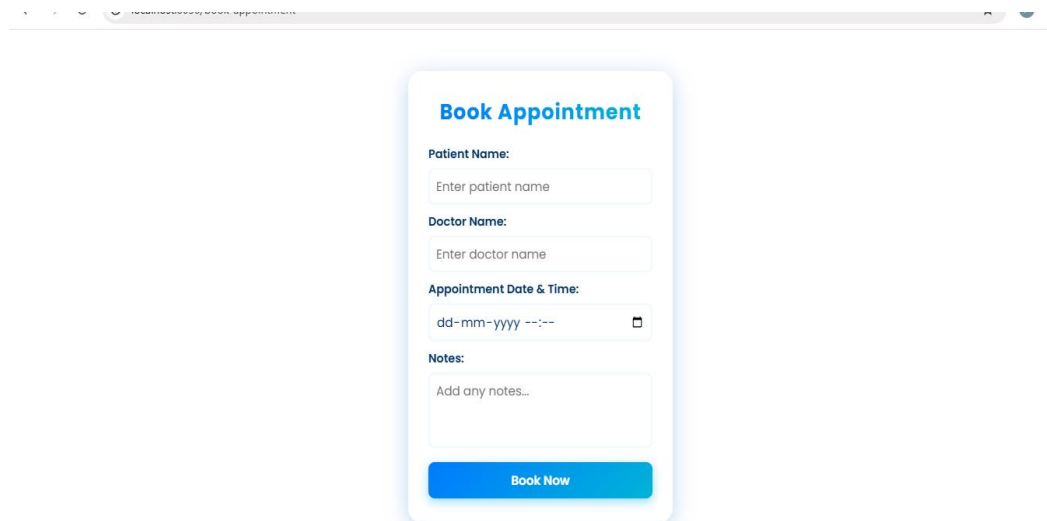 Book Appointment
Patient Name:
Enter patient name
Doctor Name:
Enter doctor name
Appointment Date & Time:
dd-mm-yyyy --:--
Notes:
Add any notes...
Book Now